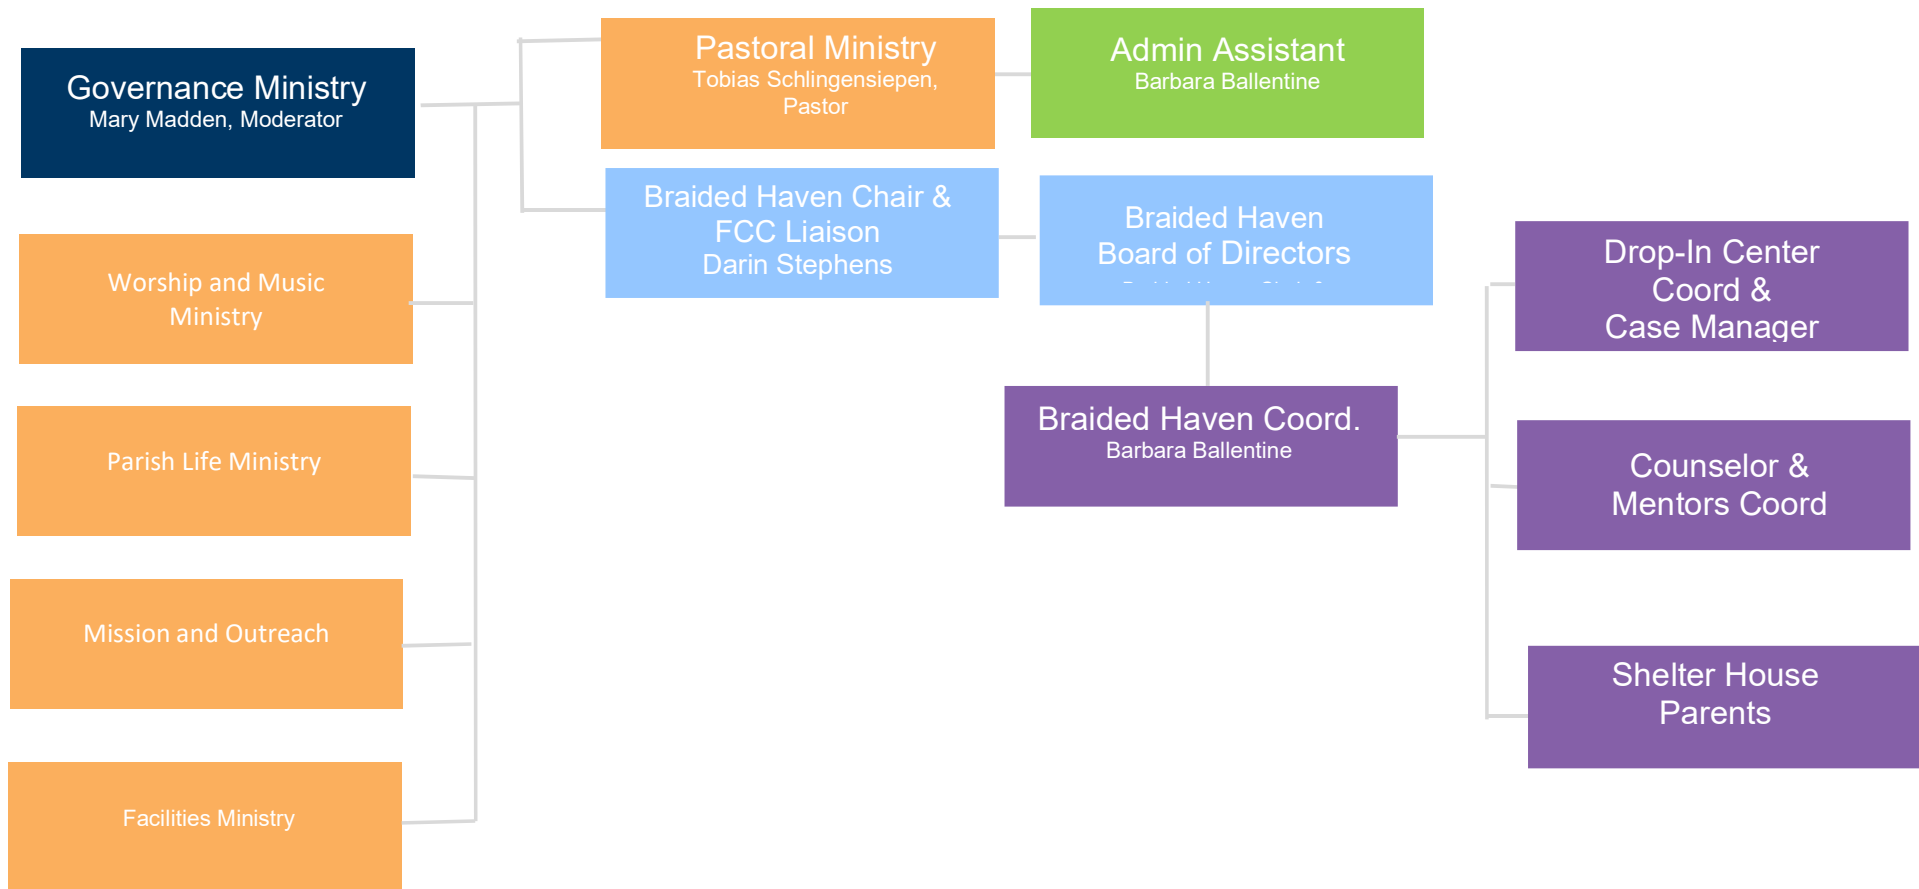 Governance Ministry
Mary Madden, Moderator
Pastoral Ministry
Tobias Schlingensiepen,
Pastor
Admin Assistant
Barbara Ballentine
Braided Haven Chair &
FCC Liaison
Darin Stephens
Braided Haven
Board of Directors
Worship and Music
Ministry
Parish Life Ministry
Mission and Outreach
Facilities Ministry
Braided Haven Coord.
Barbara Ballentine
Drop-In Center
Coord &
Case Manager
Counselor &
Mentors Coord
Shelter House
Parents